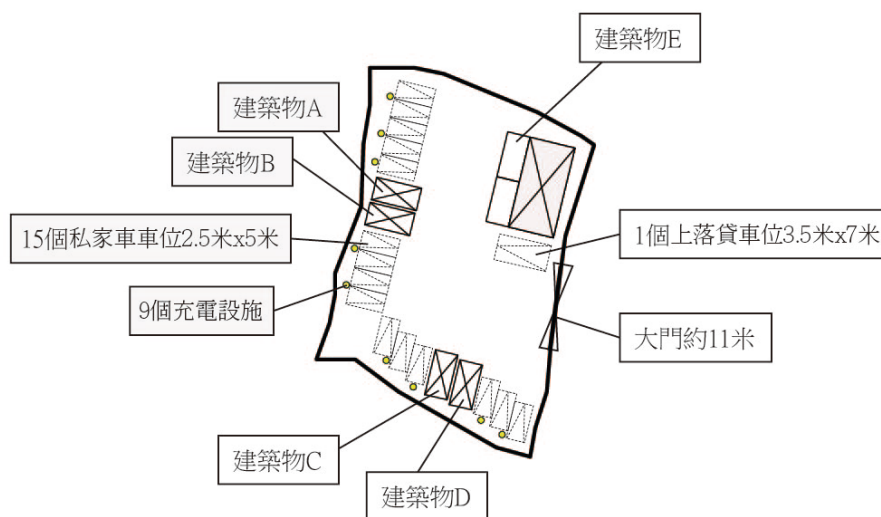 建築物E
建築物A
建築物B
15個私家車車位2.5米x5米
1個上落貸車位3.5米x7米
9個充電設施
大門約11米
建築物C
建築物D